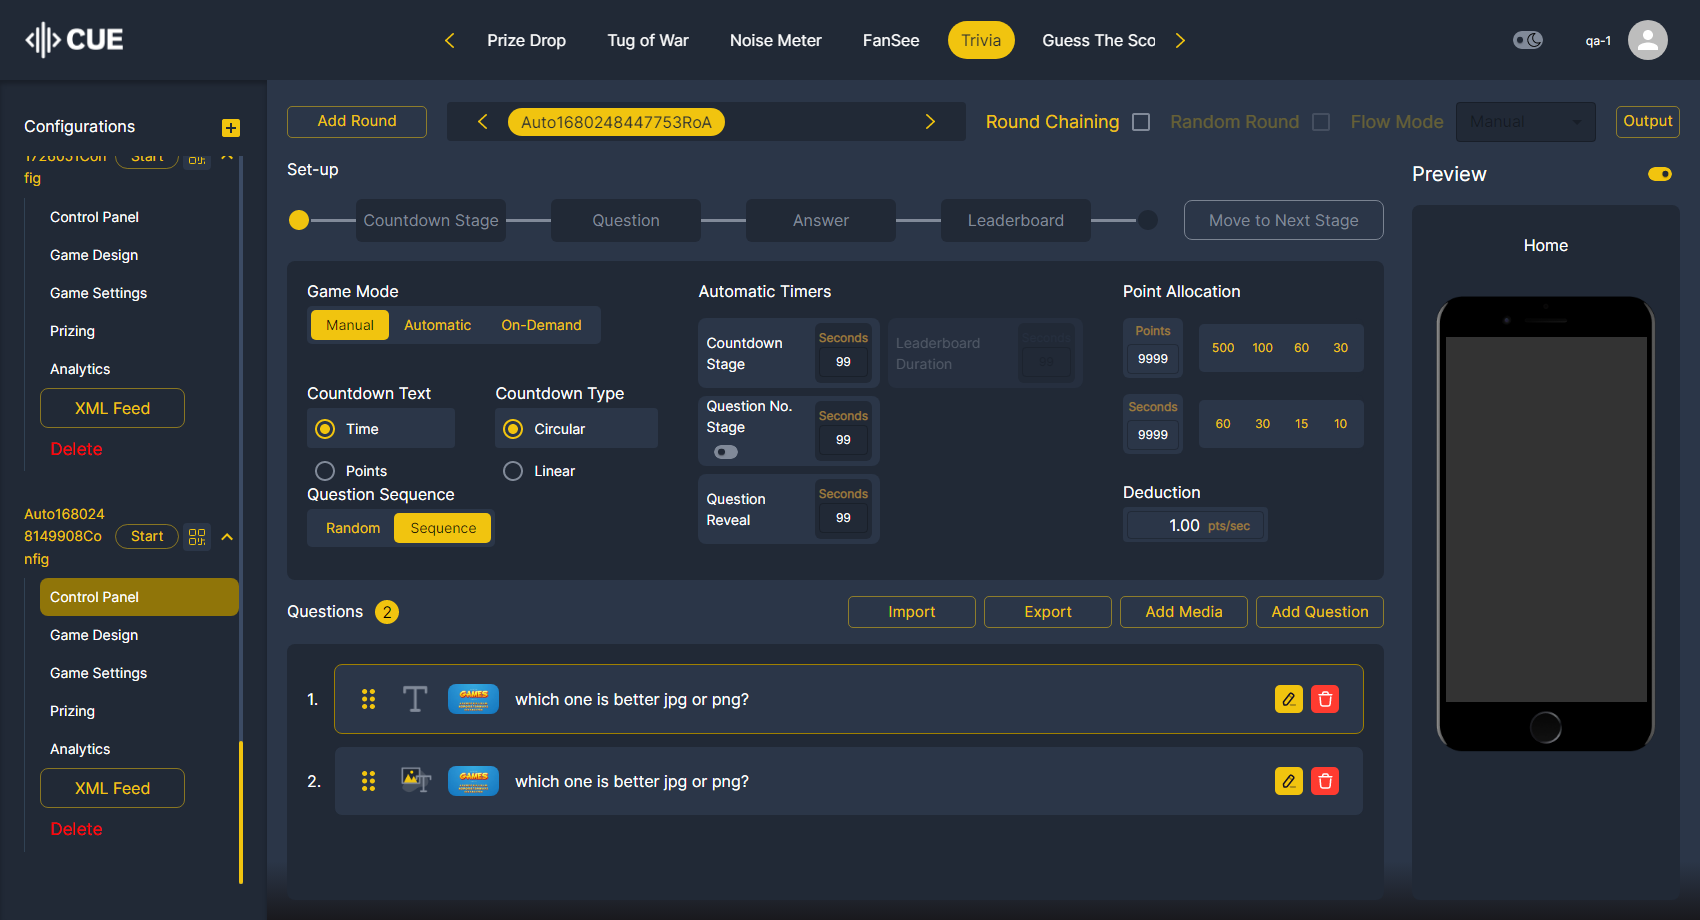 CUE
Prize Drop
Tug of War
Noise Meter
FanSee
Trivia
Guess The Sco
qa-1
Configurations
Start
fig
Control Panel
Game Design
Game Settings
Prizing
Analytics
XML Feed
Delete
Auto168024
8149908Co
nfig
Start
Control Panel
Game Design
Game Settings
Prizing
Analytics
XML Feed
Delete
Add Round
Auto1680248447753RoA
Round Chaining
Random Round
Flow Mode
Manual
Output
Set-up
Countdown Stage
Question
Answer
Leaderboard
Move to Next Stage
Game Mode
Manual
Automatic
On-Demand
Countdown Text
Time
Points
Countdown Type
Circular
Linear
Question Sequence
Random
Sequence
Automatic Timers
Countdown
Stage
Seconds
99
Leaderboard
Duration
Seconds
99
Question No.
Stage
Seconds
99
Question
Reveal
Seconds
99
Point Allocation
Points
9999
500
100
60
30
Seconds
9999
60
30
15
10
Deduction
1.00 pts/sec
Questions 2
Import
Export
Add Media
Add Question
1.
GAMES
which one is better jpg or png?
2.
GAMES
which one is better jpg or png?
Preview
Home